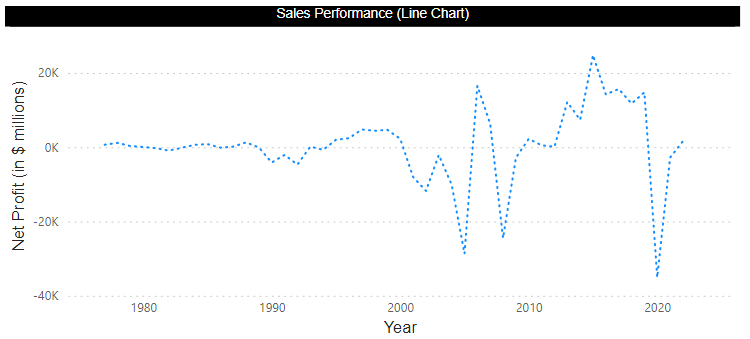 Sales Performance (Line Chart)
Net Profit (in $ millions)
20K
0K
-20K
-40K
1980 1990 2000 2010 2020
Year